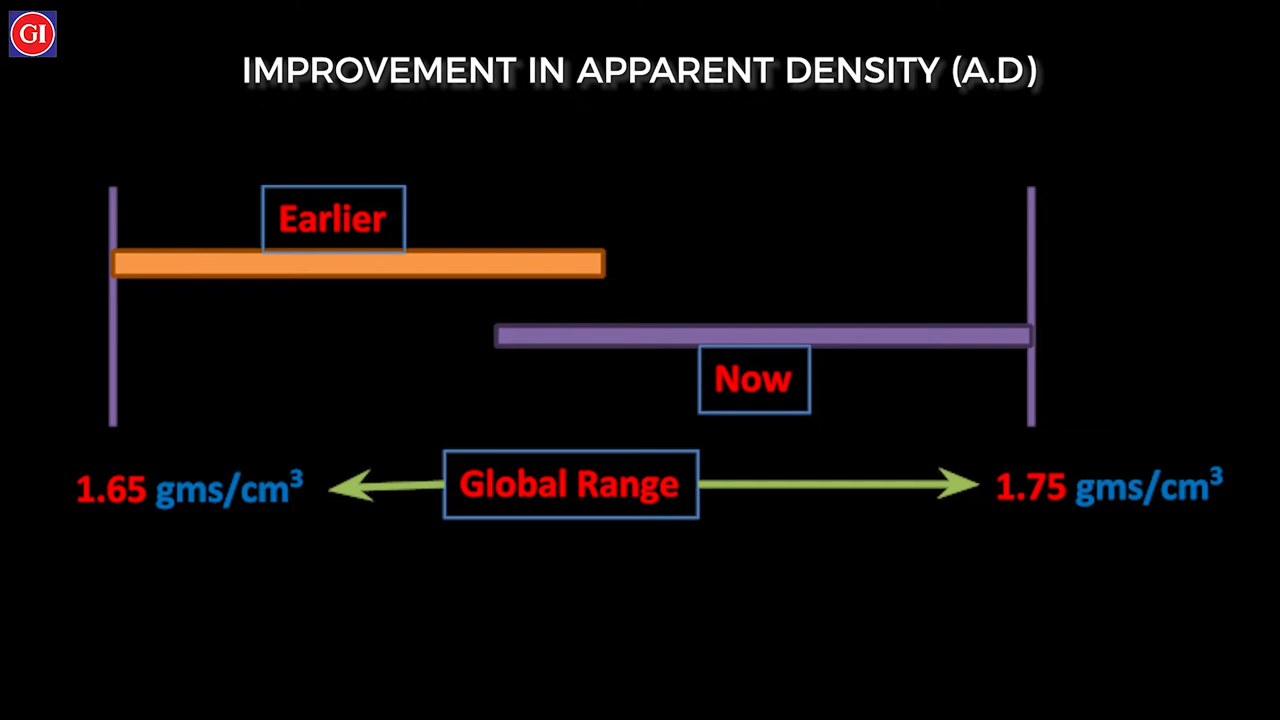 GI
IMPROVEMENT IN APPARENT DENSITY (A.D)
Earlier
Now
1.65 gms/cm³
Global Range
1.75 gms/cm³